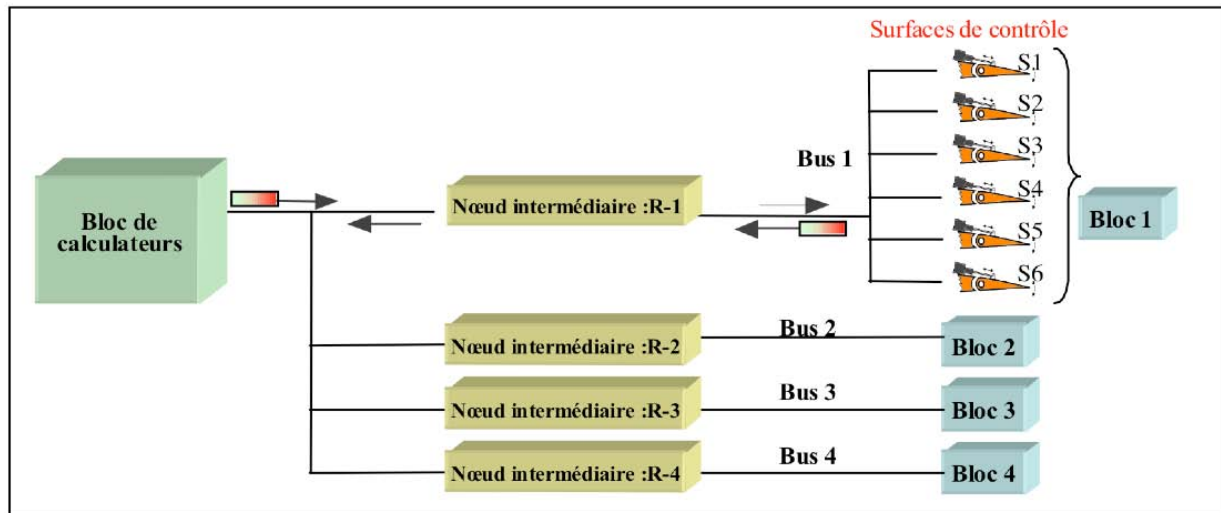 Surfaces de contrôle
S1
S2
S3
S4
S5
S6
Bus 1
Bloc de
calculateurs
Nœud intermédiaire :R-1
Bloc 1
Nœud intermédiaire :R-2
Bus 2
Bloc 2
Nœud intermédiaire :R-3
Bus 3
Bloc 3
Nœud intermédiaire :R-4
Bus 4
Bloc 4